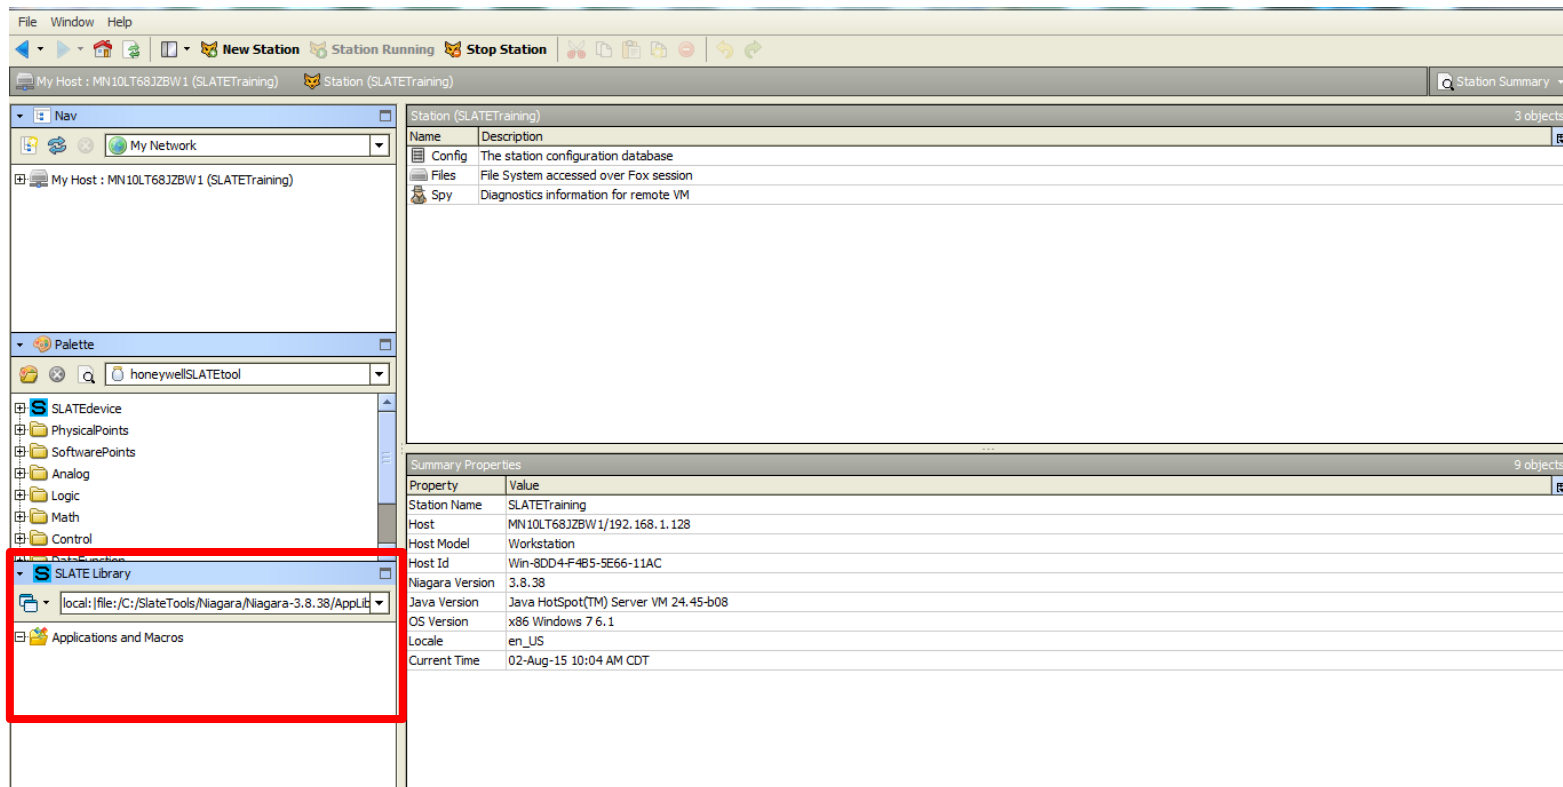 File Window Help
New Station Station Running Stop Station
My Host : MN10LT68JZBW1 (SLATETraining) Station (SLATETraining) Station Summary
Nav
My Network
My Host : MN10LT68JZBW1 (SLATETraining)
Palette
honeywellSLATEtool
SLATEdevice
PhysicalPoints
SoftwarePoints
Analog
Logic
Math
Control
DataFunction
SLATE Library
local:|file:/C:/SlateTools/Niagara/Niagara-3.8.38/AppLib
Applications and Macros
Station (SLATETraining) 3 objects
Name Description
Config The station configuration database
Files File System accessed over Fox session
Spy Diagnostics information for remote VM
Summary Properties 9 objects
Property Value
Station Name SLATETraining
Host MN10LT68JZBW1/192.168.1.128
Host Model Workstation
Host Id Win-8DD4-F4B5-5E66-11AC
Niagara Version 3.8.38
Java Version Java HotSpot(TM) Server VM 24.45-b08
OS Version x86 Windows 7 6.1
Locale en_US
Current Time 02-Aug-15 10:04 AM CDT